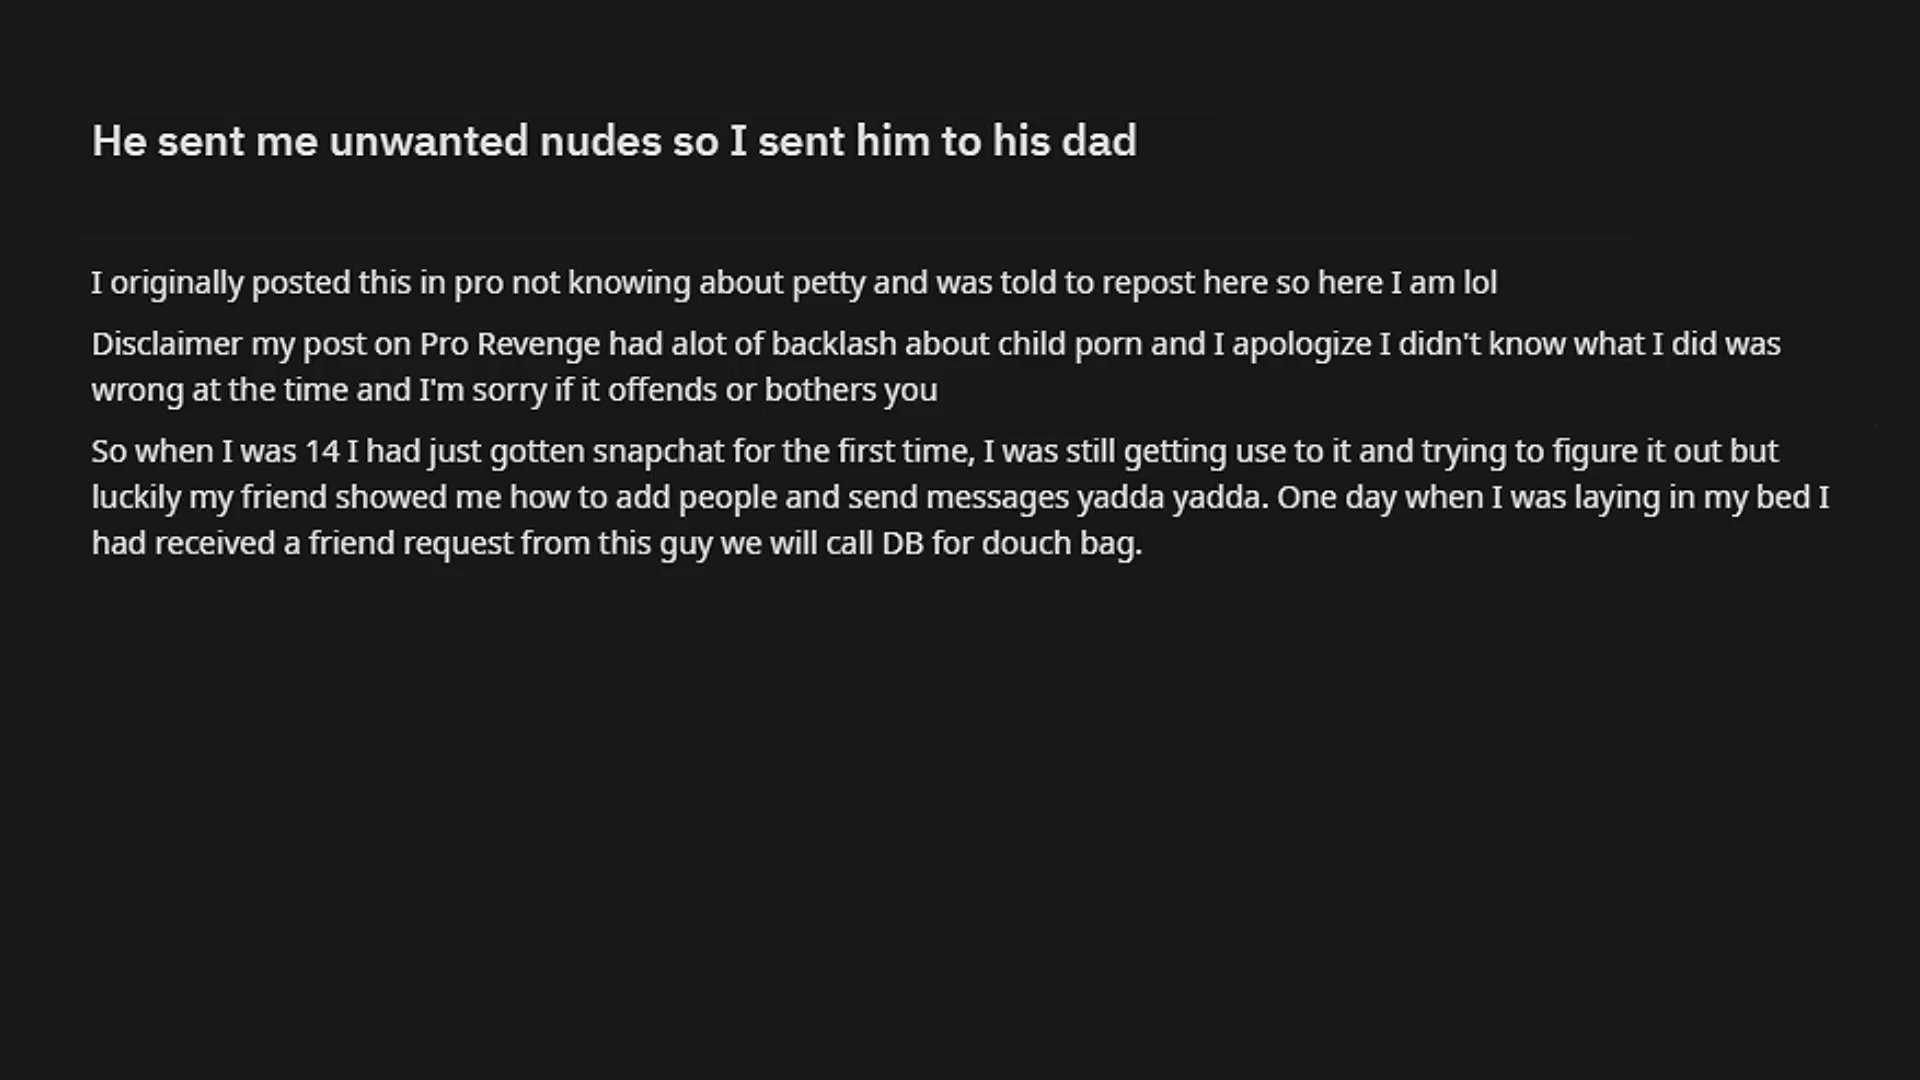 He sent me unwanted nudes so I sent him to his dad
I originally posted this in pro not knowing about petty and was told to repost here so here I am lol
Disclaimer my post on Pro Revenge had alot of backlash about child porn and I apologize I didn't know what I did was
wrong at the time and I'm sorry if it offends or bothers you
So when I was 14 I had just gotten snapchat for the first time, I was still getting use to it and trying to figure it out but
luckily my friend showed me how to add people and send messages yadda yadda. One day when I was laying in my bed I
had received a friend request from this guy we will call DB for douch bag.